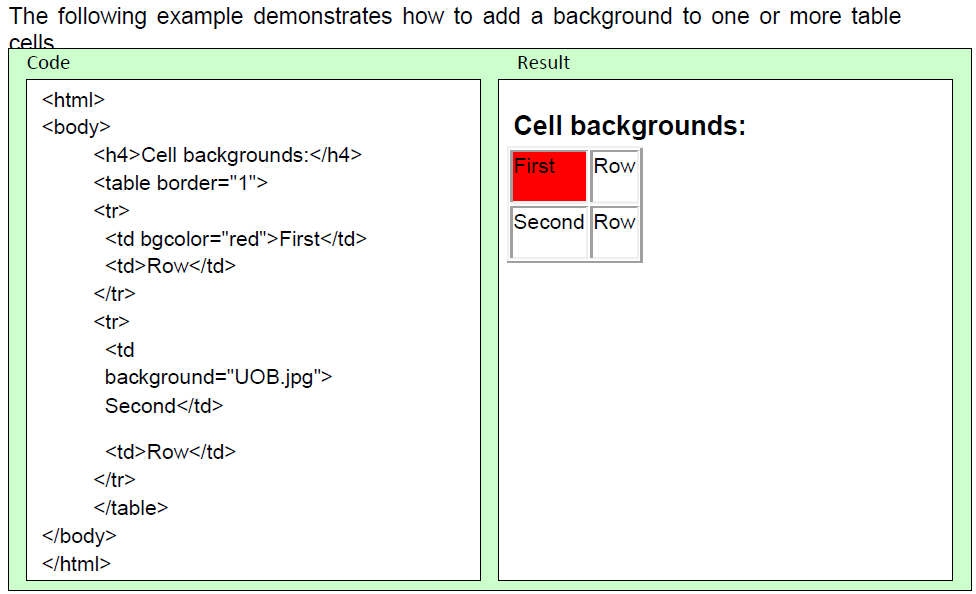 The following example demonstrates how to add a background to one or more table
cells
Code
<html>
<body>
<h4>Cell backgrounds:</h4>
<table border="1">
<tr>
<td bgcolor="red">First</td>
<td>Row</td>
</tr>
<tr>
<td
background="UOB.jpg">
Second</td>
<td>Row</td>
</tr>
</table>
</body>
</html>
Result
Cell backgrounds:
First Row
Second Row